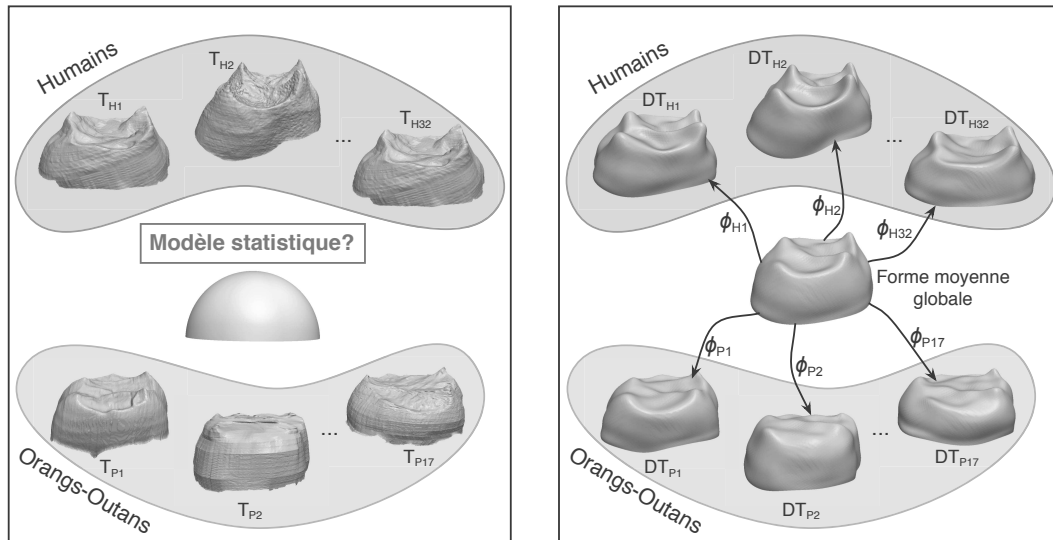 Humains
T_H1
T_H2
...
T_H32
Modèle statistique?
T_P1
T_P2
...
T_P17
Orangs-Outans
Humains
DT_H1
DT_H2
...
DT_H32
ϕ_H1
ϕ_H2
ϕ_H32
Forme moyenne
globale
ϕ_P1
ϕ_P2
ϕ_P17
DT_P1
DT_P2
...
DT_P17
Orangs-Outans